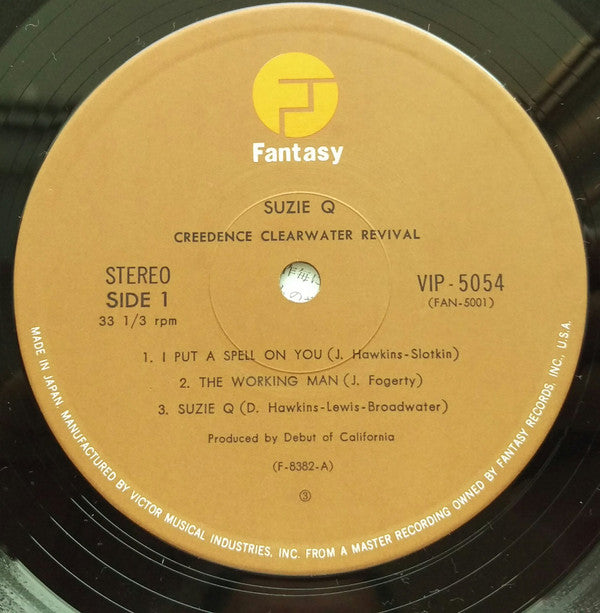 Fantasy
SUZIE Q
CREEDENCE CLEARWATER REVIVAL
STEREO
SIDE 1
33 1/3 rpm
VIP - 5054
(FAN-5001)
1. I PUT A SPELL ON YOU (J. Hawkins-Slotkin)
2. THE WORKING MAN (J. Fogerty)
3. SUZIE Q (D. Hawkins-Lewis-Broadwater)
Produced by Debut of California
(F-8382-A)
③
MADE IN JAPAN. MANUFACTURED BY VICTOR MUSICAL INDUSTRIES, INC. FROM A MASTER RECORDING OWNED BY FANTASY RECORDS, INC., U.S.A.